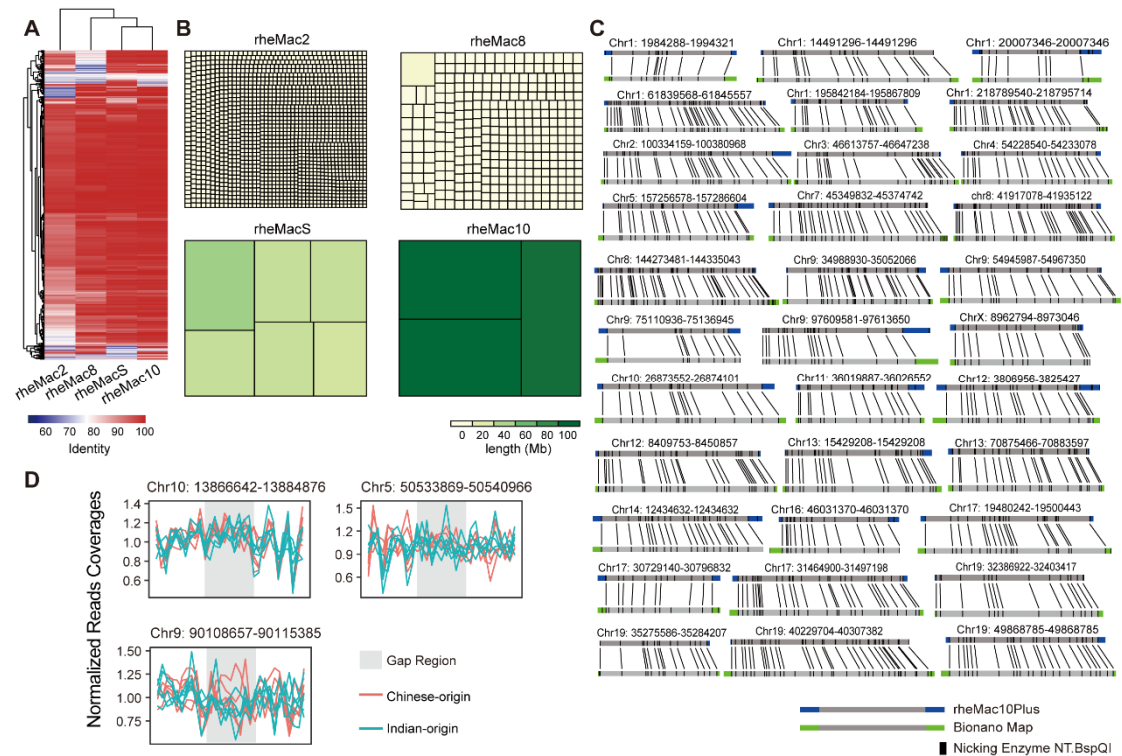 A
rheMac2
rheMac8
rheMacS
rheMac10
50 60 70 80 90 100
Identity
B
rheMac2
rheMac8
rheMacS
rheMac10
0 20 40 60 80 100
length (Mb)
C
Chr1: 1984288-1994321
Chr1: 14491296-14491296
Chr1: 20007346-20007346
Chr1: 61839568-61845557
Chr1: 195842184-195867809
Chr1: 218789540-218795714
Chr2: 100334159-100380968
Chr3: 46613757-46647238
Chr4: 54228540-54233078
Chr5: 157256578-157286604
Chr7: 45349832-45374742
chr8: 41917078-41935122
Chr8: 144273481-144335043
Chr9: 34988930-35052066
Chr9: 54945987-54967350
Chr9: 75110936-75136945
Chr9: 97609581-97613650
ChrX: 8962794-8973046
Chr10: 26873552-26874101
Chr11: 36019887-36026552
Chr12: 3806956-3825427
Chr12: 8409753-8450857
Chr13: 15429208-15429208
Chr13: 70875466-70883597
Chr14: 12434632-12434632
Chr16: 46031370-46031370
Chr17: 19480242-19500443
Chr17: 30729140-30796832
Chr17: 31464900-31497198
Chr19: 32386922-32403417
Chr19: 35275586-35284207
Chr19: 40229704-40307382
Chr19: 49868785-49868785
rheMac10Plus
Bionano Map
Nicking Enzyme NT.BspQI
D
Normalized Reads Coverages
Chr10: 13866642-13884876
1.4
1.2
1.0
0.8
0.6
Chr5: 50533869-50540966
1.5
1.2
0.9
0.6
Chr9: 90108657-90115385
1.50
1.25
1.00
0.75
Gap Region
Chinese-origin
Indian-origin